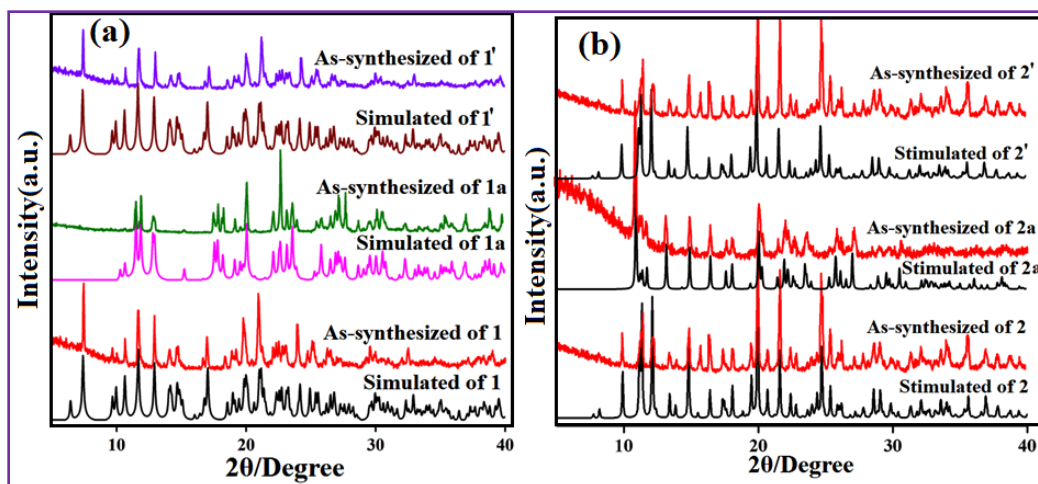 (a)
As-synthesized of 1'
Simulated of 1'
As-synthesized of 1a
Simulated of 1a
As-synthesized of 1
Simulated of 1
Intensity(a.u.)
10 20 30 40
2θ/Degree
(b)
As-synthesized of 2'
Stimulated of 2'
As-synthesized of 2a
Stimulated of 2a
As-synthesized of 2
Stimulated of 2
Intensity(a.u.)
10 20 30 40
2θ/Degree